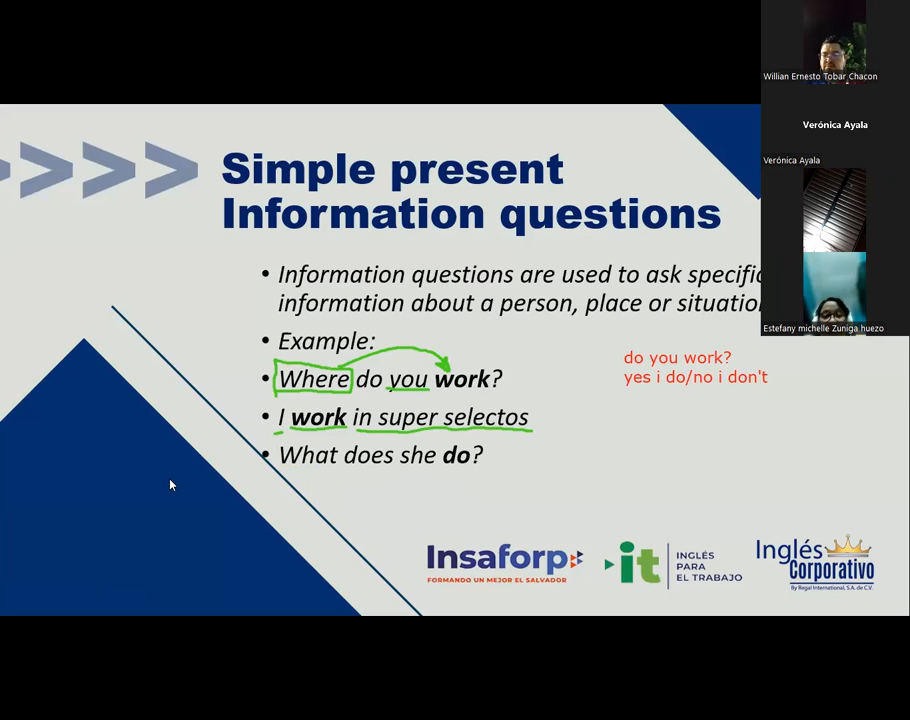 Willian Ernesto Tobar Chacon
Verónica Ayala
Verónica Ayala
Estefany michelle Zuniga huezo
Simple present
Information questions
• Information questions are used to ask specific
information about a person, place or situation
• Example:
• Where do you work?
• I work in super selectos
• What does she do?
do you work?
yes i do/no i don't
Insaforp
FORMANDO UN MEJOR EL SALVADOR
it
INGLÉS
PARA
EL TRABAJO
Inglés
Corporativo
By Regal International, S.A. de C.V.